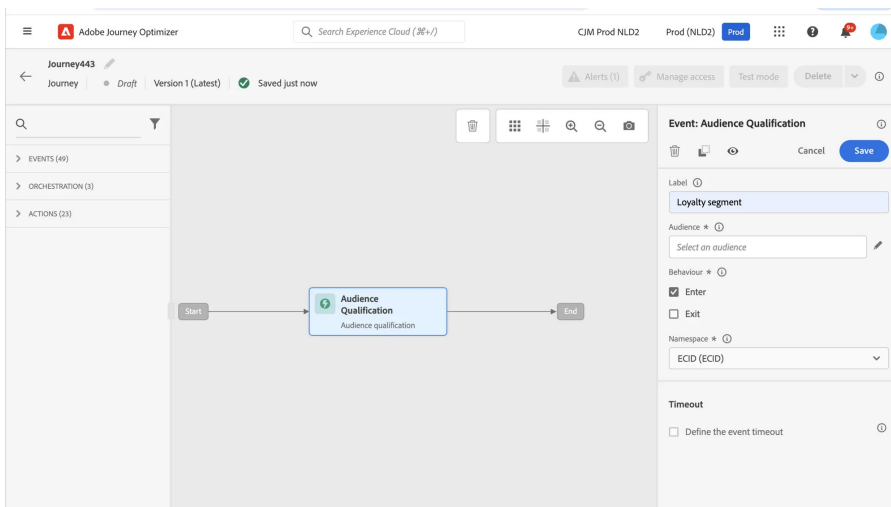 Adobe Journey Optimizer
Search Experience Cloud (⌘+/)
CJM Prod NLD2
Prod (NLD2)
Prod
9+
Journey443
Journey
Draft
Version 1 (Latest)
Saved just now
Alerts (1)
Manage access
Test mode
Delete
EVENTS (49)
ORCHESTRATION (3)
ACTIONS (23)
Start
Audience
Qualification
Audience qualification
End
Event: Audience Qualification
Cancel
Save
Label
Loyalty segment
Audience *
Select an audience
Behaviour *
Enter
Exit
Namespace *
ECID (ECID)
Timeout
Define the event timeout